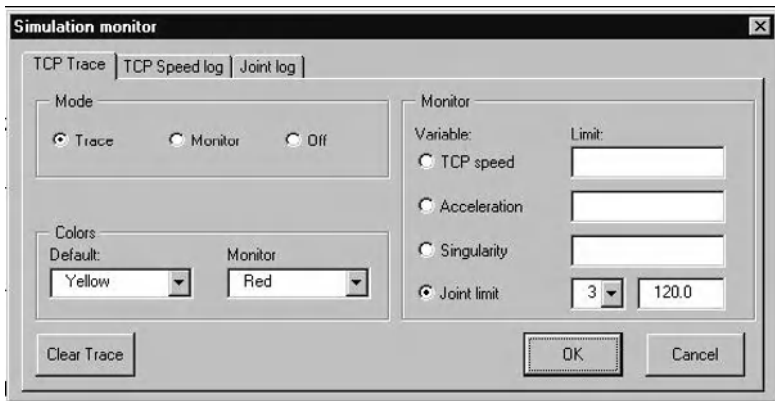 Simulation monitor
TCP Trace TCP Speed log Joint log
Mode
Trace Monitor Off
Colors
Default: Monitor
Yellow Red
Monitor
Variable: Limit:
TCP speed
Acceleration
Singularity
Joint limit 3 120.0
Clear Trace OK Cancel